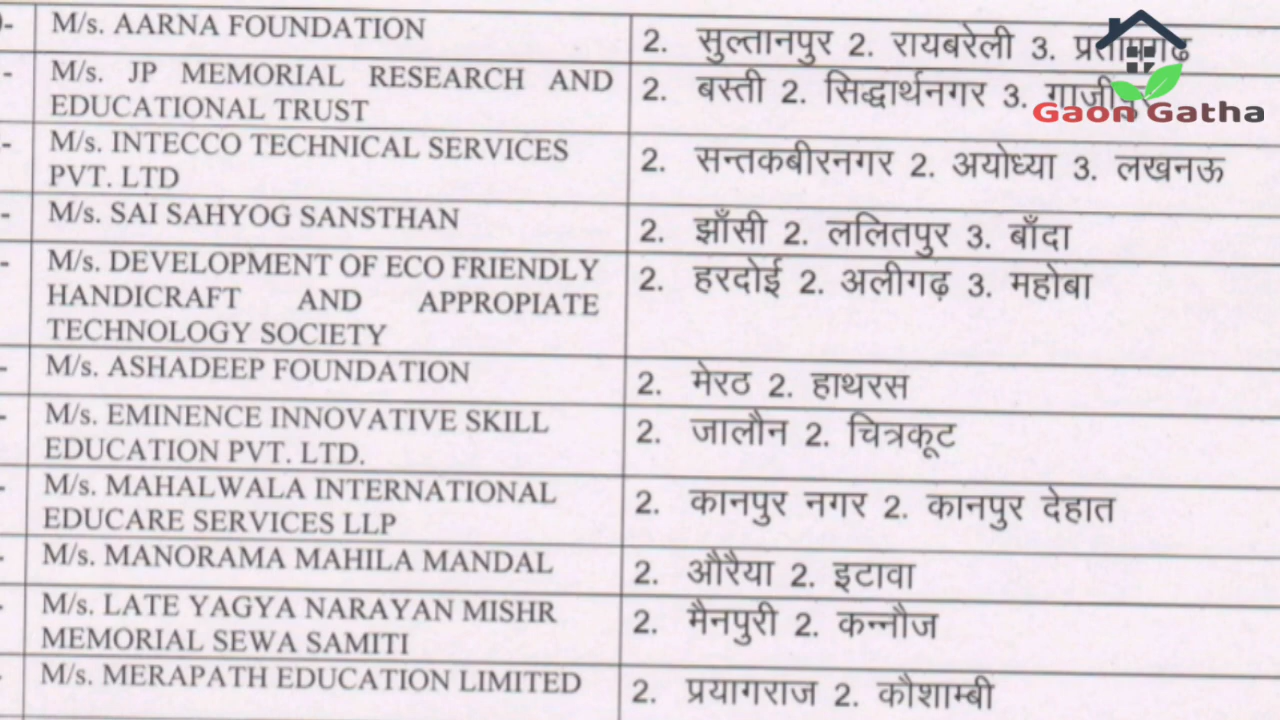 M/s. AARNA FOUNDATION
2. सुल्तानपुर 2. रायबरेली 3.
M/s. JP MEMORIAL RESEARCH AND
EDUCATIONAL TRUST
2. बस्ती 2. सिद्धार्थनगर 3.
Gaon Gatha
M/s. INTECCO TECHNICAL SERVICES
PVT. LTD
2. सन्तकबीरनगर 2. अयोध्या 3. लखनऊ
M/s. SAI SAHYOG SANSTHAN
2. झाँसी 2. ललितपुर 3. बाँदा
M/s. DEVELOPMENT OF ECO FRIENDLY
HANDICRAFT AND APPROPIATE
TECHNOLOGY SOCIETY
2. हरदोई 2. अलीगढ़ 3. महोबा
M/s. ASHADEEP FOUNDATION
2. मेरठ 2. हाथरस
M/s. EMINENCE INNOVATIVE SKILL
EDUCATION PVT. LTD.
2. जालौन 2. चित्रकूट
M/s. MAHALWALA INTERNATIONAL
EDUCARE SERVICES LLP
2. कानपुर नगर 2. कानपुर देहात
M/s. MANORAMA MAHILA MANDAL
2. औरैया 2. इटावा
M/s. LATE YAGYA NARAYAN MISHR
MEMORIAL SEWA SAMITI
2. मैनपुरी 2. कन्नौज
M/s. MERAPATH EDUCATION LIMITED
2. प्रयागराज 2. कौशाम्बी